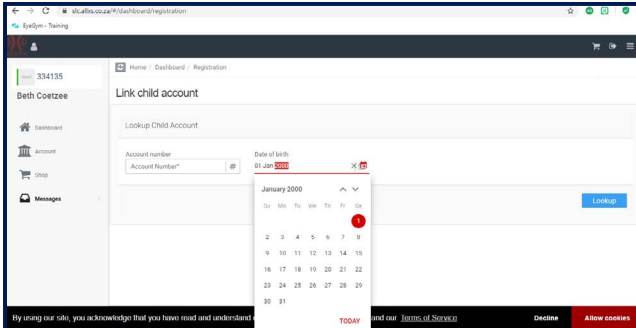 slc.allxs.co.za/#/dashboard/registration
EyeGym - Training
334135
Beth Coetzee
Dashboard
Account
Shop
Messages
Home / Dashboard / Registration
Link child account
Lookup Child Account
Account number
Account Number*
#
Date of birth
01 Jan 2000
January 2000
Su Mo Tu We Th Fr Sa
1
2 3 4 5 6 7 8
9 10 11 12 13 14 15
16 17 18 19 20 21 22
23 24 25 26 27 28 29
30 31
TODAY
Lookup
By using our site, you acknowledge that you have read and understand
and our Terms of Service
Decline
Allow cookies